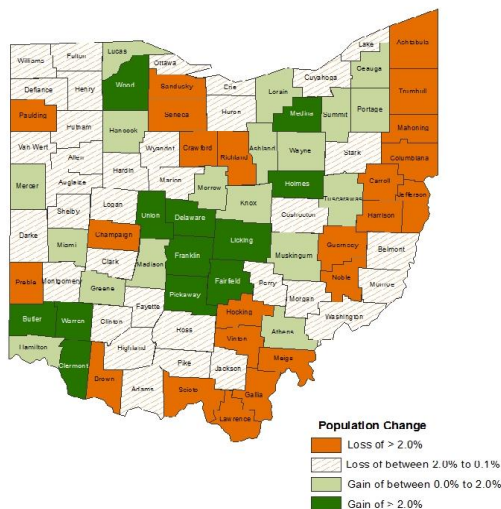 Lake
Ashtabula
Lucas
Fulton
Williams
Ottawa
Geauga
Cuyahoga
Wood
Sandusky
Erie
Lorain
Trumbull
Defiance
Henry
Seneca
Huron
Medina
Summit
Portage
Paulding
Putnam
Hancock
Mahoning
Van Wert
Wyandot
Crawford
Richland
Ashland
Wayne
Stark
Columbiana
Allen
Hardin
Marion
Carroll
Mercer
Auglaize
Morrow
Holmes
Tuscarawas
Jefferson
Logan
Knox
Shelby
Union
Delaware
Coshocton
Harrison
Darke
Champaign
Licking
Guernsey
Belmont
Miami
Franklin
Muskingum
Clark
Madison
Fairfield
Noble
Monroe
Preble
Montgomery
Greene
Pickaway
Perry
Morgan
Fayette
Washington
Butler
Warren
Clinton
Hocking
Ross
Athens
Hamilton
Vinton
Clermont
Highland
Meigs
Pike
Jackson
Brown
Adams
Scioto
Gallia
Lawrence
Population Change
Loss of > 2.0%
Loss of between 2.0% to 0.1%
Gain of between 0.0% to 2.0%
Gain of > 2.0%